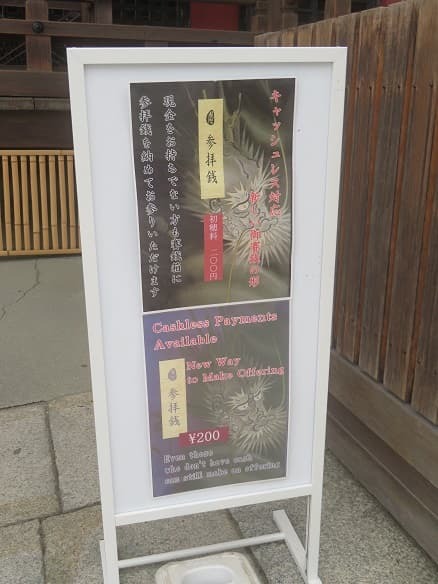 キャッシュレス対応
新しい御賽銭の形
参拝銭
初穂料 二〇〇円
現金をお持ちでない方も賽銭箱に
参拝銭を納めてお参りいただけます
Cashless Payments
Available
New Way
to Make Offering
参拝銭
¥200
Even those
who don't have cash
can still make an offering